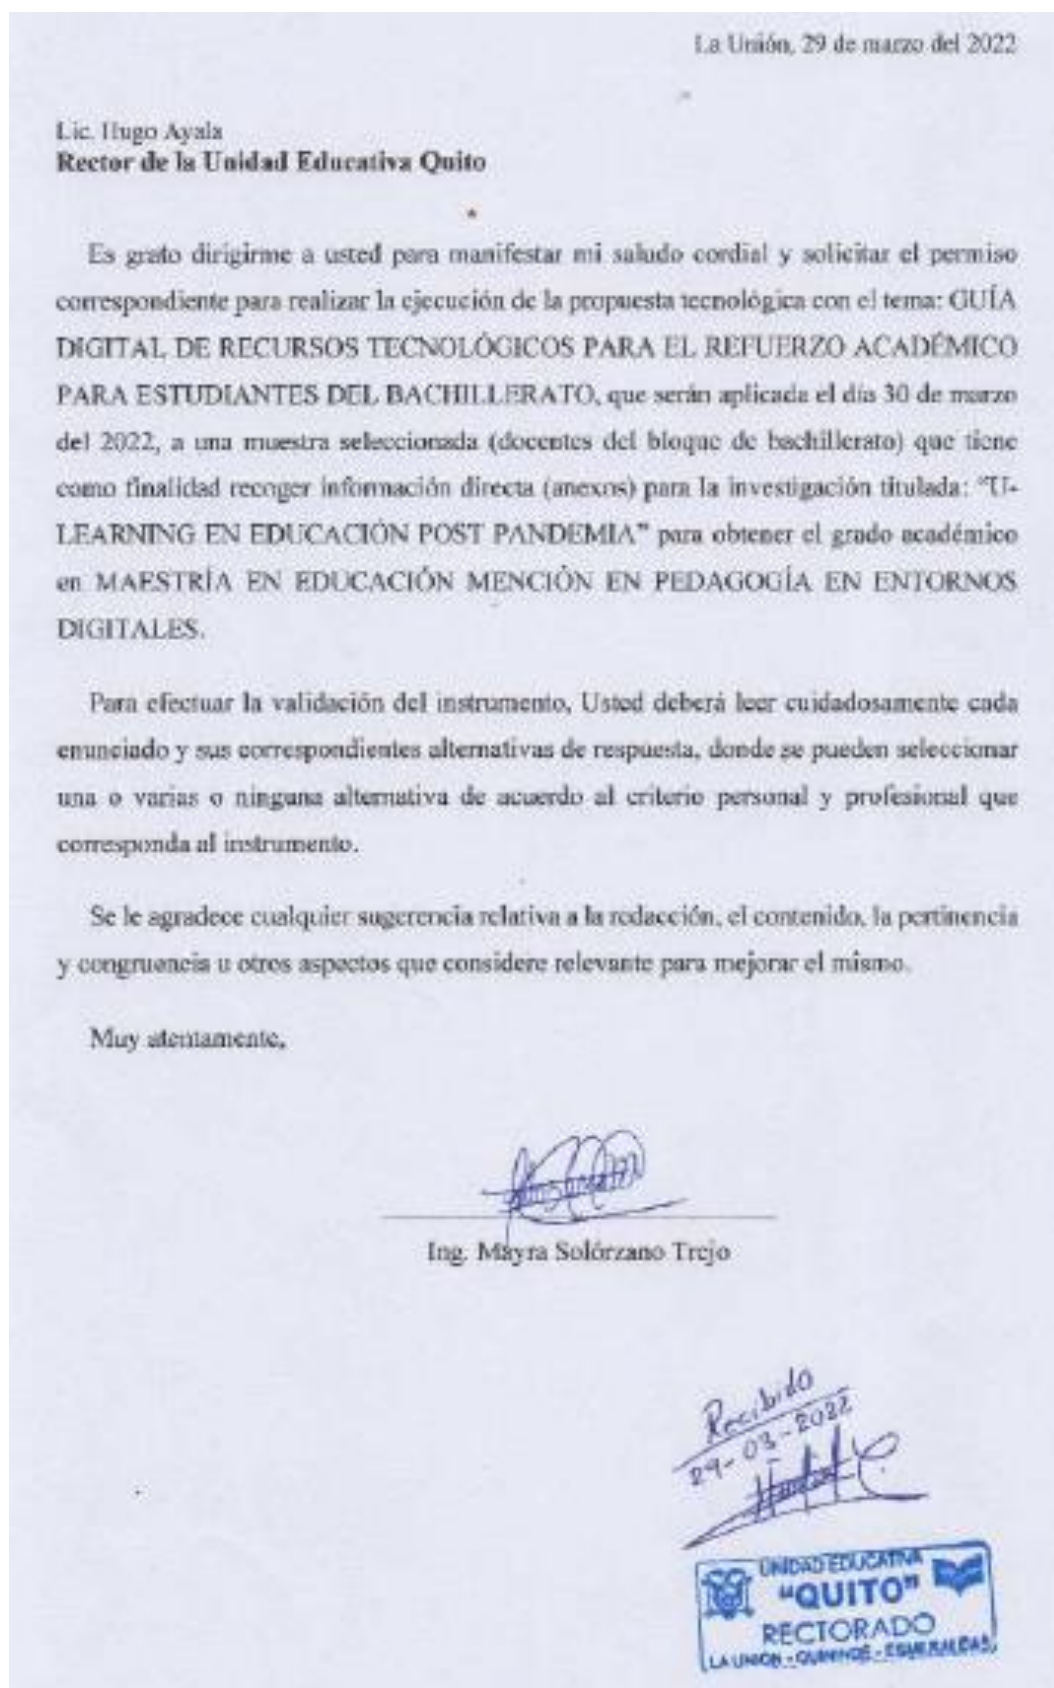 La Unión, 29 de marzo del 2022
Lic. Hugo Ayala
Rector de la Unidad Educativa Quito
Es grato dirigirme a usted para manifestar mi saludo cordial y solicitar el permiso
correspondiente para realizar la ejecución de la propuesta tecnológica con el tema: GUÍA
DIGITAL DE RECURSOS TECNOLÓGICOS PARA EL REFUERZO ACADÉMICO
PARA ESTUDIANTES DEL BACHILLERATO, que serán aplicada el día 30 de marzo
del 2022, a una muestra seleccionada (docentes del bloque de bachillerato) que tiene
como finalidad recoger información directa (anexos) para la investigación titulada: "U-
LEARNING EN EDUCACIÓN POST PANDEMIA" para obtener el grado académico
en MAESTRÍA EN EDUCACIÓN MENCIÓN EN PEDAGOGÍA EN ENTORNOS
DIGITALES.
Para efectuar la validación del instrumento, Usted deberá leer cuidadosamente cada
enunciado y sus correspondientes alternativas de respuesta, donde se pueden seleccionar
una o varias o ninguna alternativa de acuerdo al criterio personal y profesional que
corresponda al instrumento.
Se le agradece cualquier sugerencia relativa a la redacción, el contenido, la pertinencia
y congruencia u otros aspectos que considere relevante para mejorar el mismo.
Muy atentamente,
Ing. Mayra Solórzano Trejo
Recibido
29-03-2022
UNIDAD EDUCATIVA
"QUITO"
RECTORADO
LA UNIÓN - QUININDÉ - ESMERALDAS